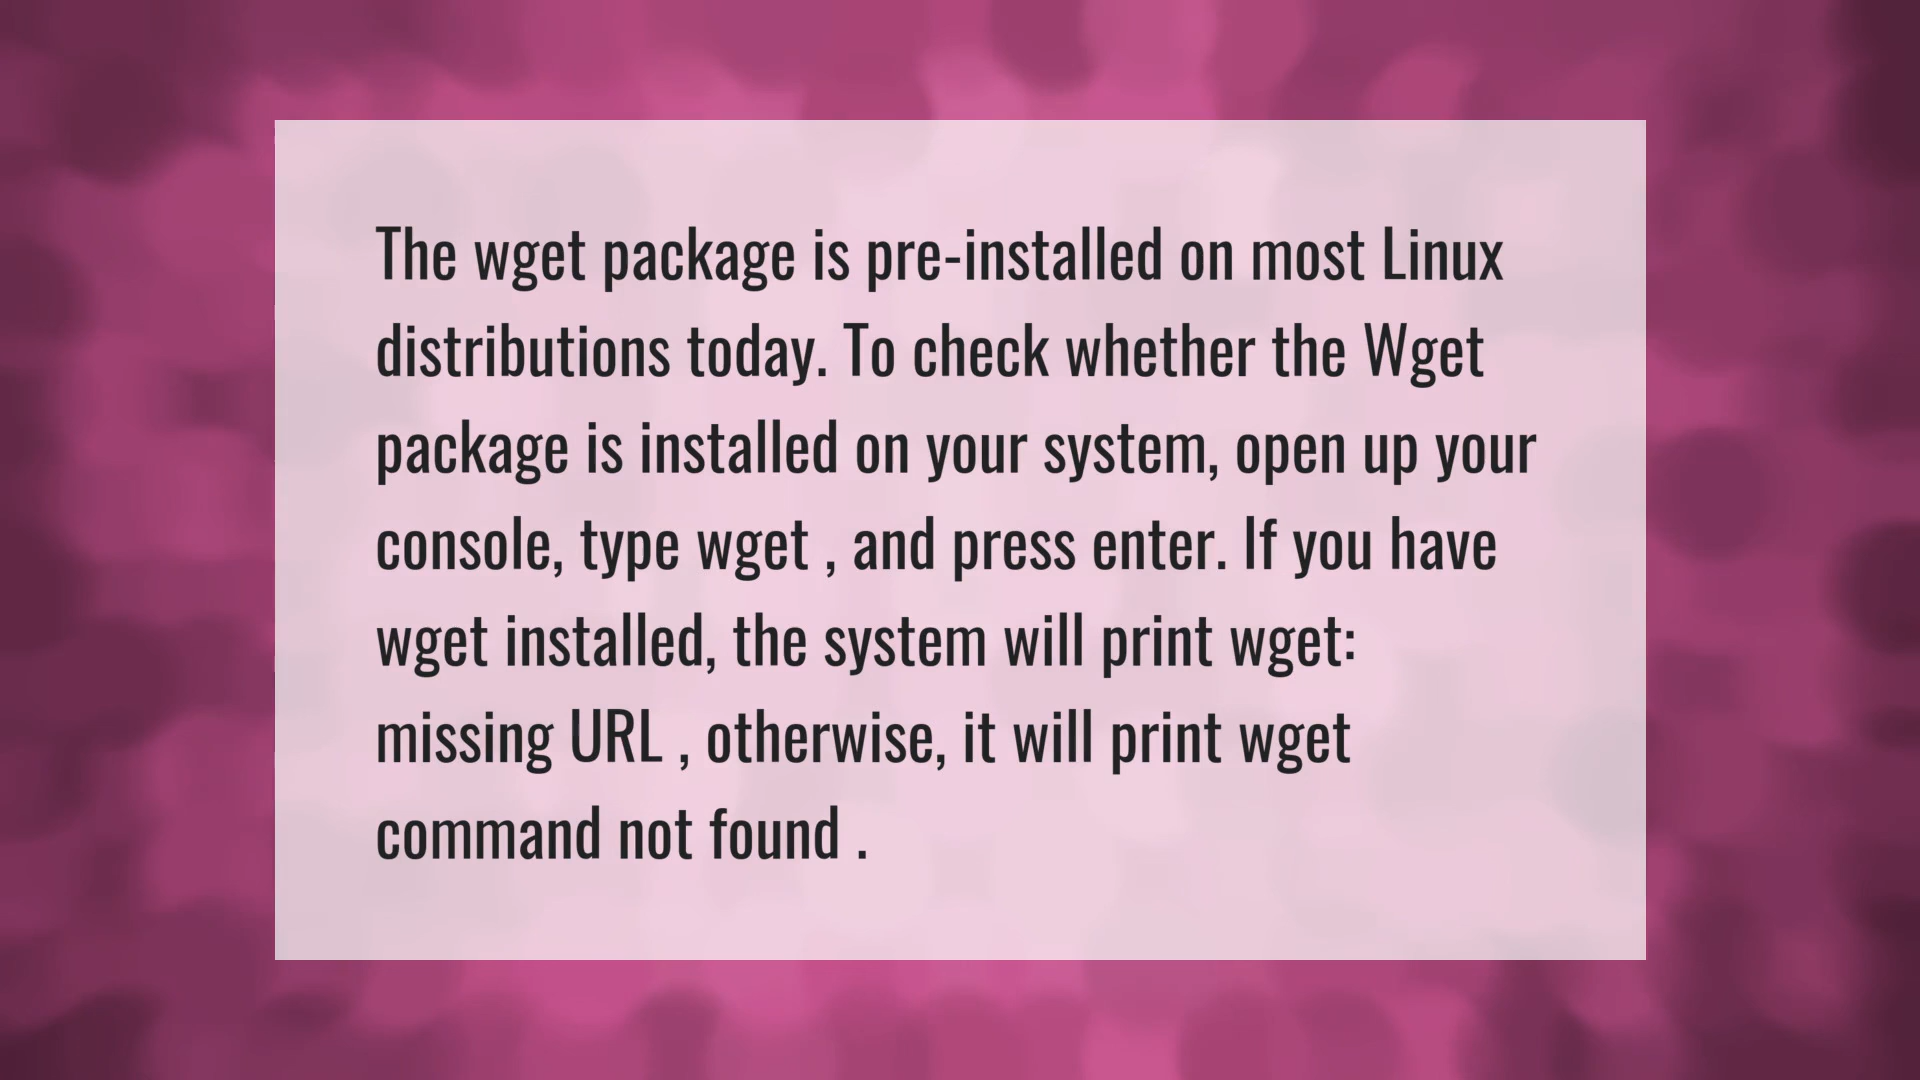 The wget package is pre-installed on most Linux
distributions today. To check whether the Wget
package is installed on your system, open up your
console, type wget , and press enter. If you have
wget installed, the system will print wget:
missing URL , otherwise, it will print wget
command not found .